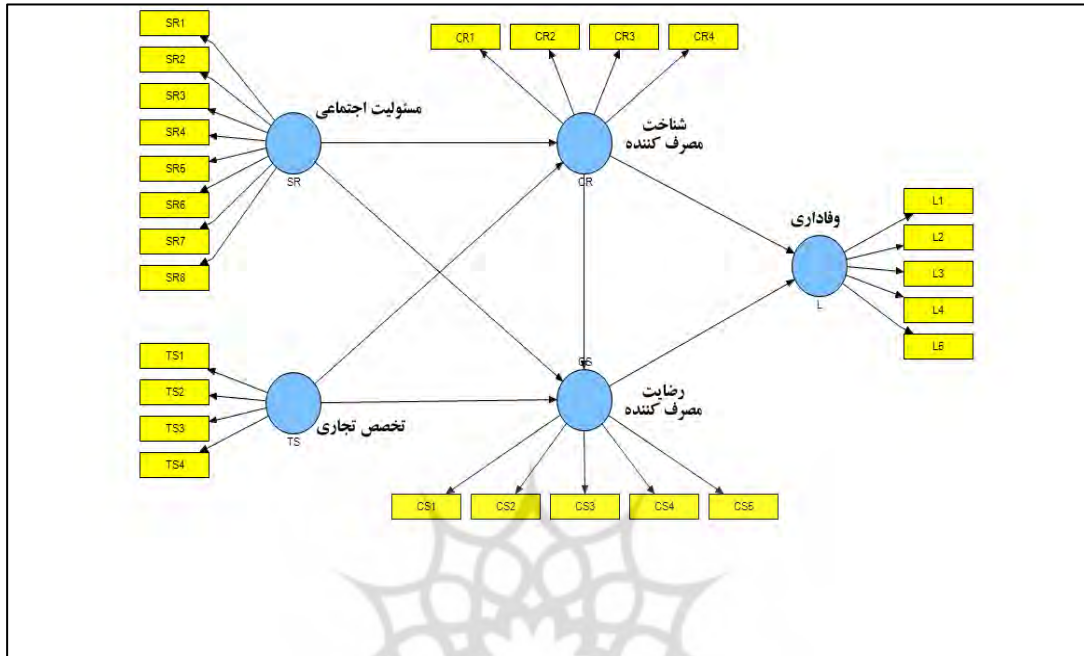 SR1
SR2
SR3
SR4
SR5
SR6
SR7
SR8
مسئولیت اجتماعی
SR
CR1
CR2
CR3
CR4
شناخت
مصرف کننده
CR
وفاداری
L
L1
L2
L3
L4
L5
TS1
TS2
TS3
TS4
تخصص تجاری
TS
CS
رضایت
مصرف کننده
CS1
CS2
CS3
CS4
CS5